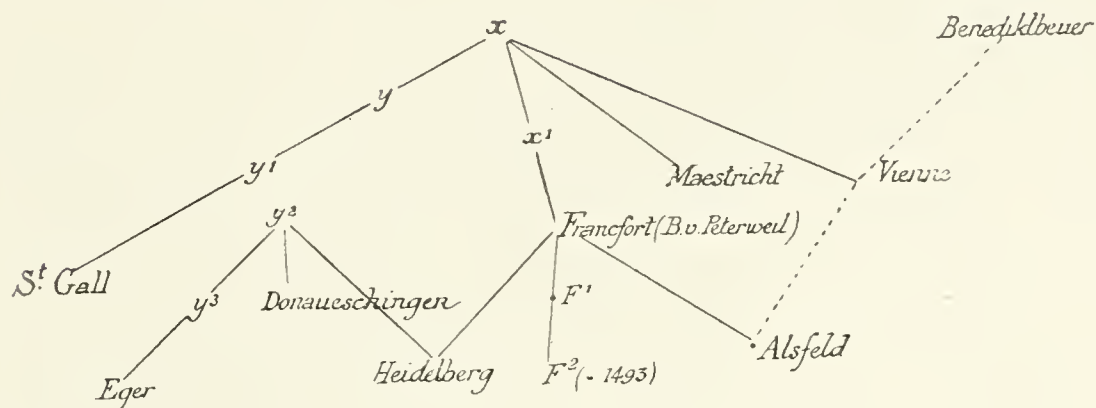 x
Benediktbeuer
y
x¹
y¹
Maestricht
Vienne
y²
Francfort (B. v. Peterweil)
Sᵗ Gall
y³
Donaueschingen
F¹
Heidelberg
Alsfeld
Eger
F² (- 1493)